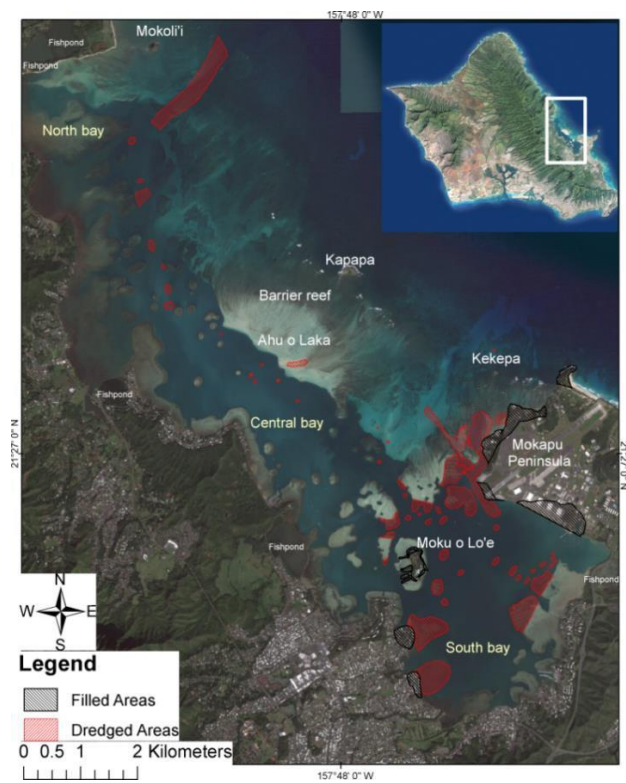 157°48' 0" W
Mokoli'i
Fishpond
Fishpond
North bay
Kapapa
Barrier reef
Ahu o Laka
Kekepa
Fishpond
Central bay
Mokapu
Peninsula
21°27' 0" N
21°27' 0" N
Fishpond
Moku o Lo'e
Fishpond
South bay
N
W E
S
Legend
Filled Areas
Dredged Areas
0 0.5 1 2 Kilometers
157°48' 0" W